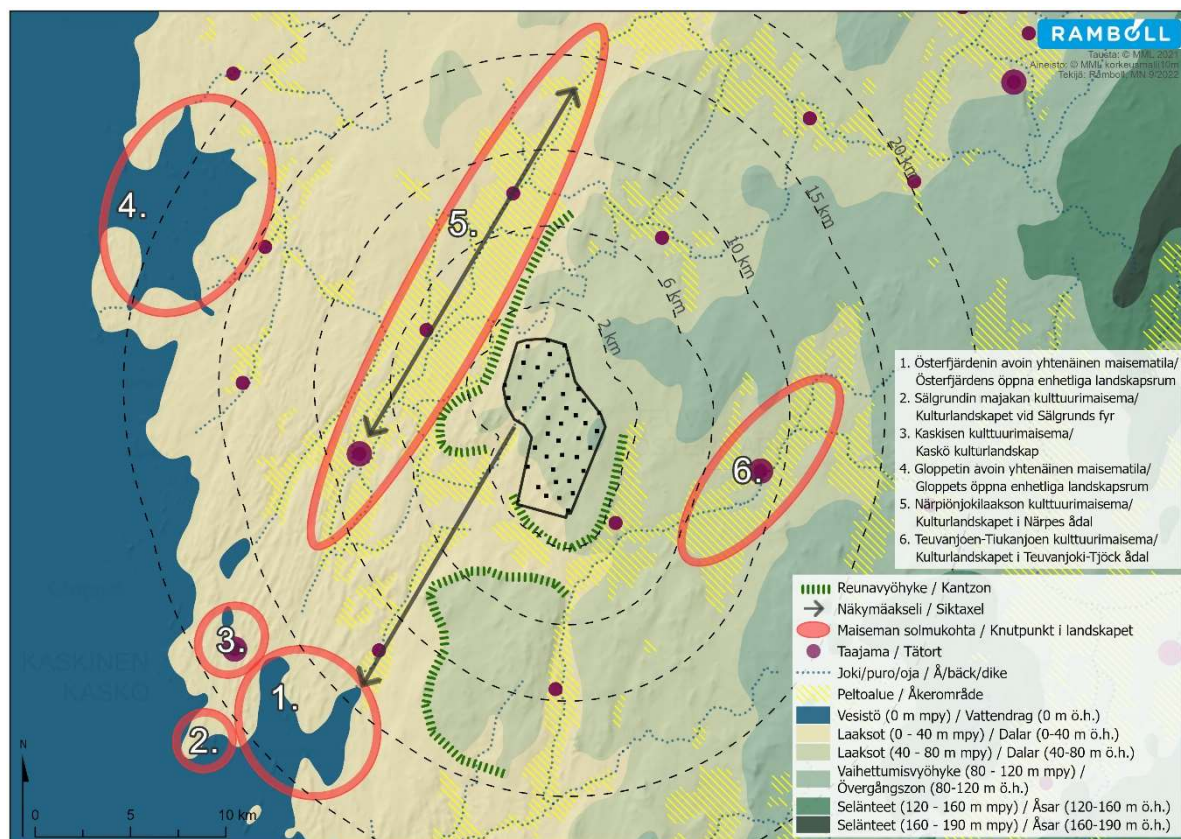 RAMBOLL
Tausta: © MML 2021
Aineisto: © MML korkeusmalli10m
Tekijä: Ramboll, MN 9/2022
4.
5.
20 km
15 km
10 km
6 km
2 km
6.
3.
1.
2.
KASKINEN
KASKÖ
N
0 5 10 km
1. Österfjärdenin avoin yhtenäinen maisematila/
Österfjärdens öppna enhetliga landskapsrum
2. Sälgrundin majakan kulttuurimaisema/
Kulturlandskapet vid Sälgrunds fyr
3. Kaskisen kulttuurimaisema/
Kaskö kulturlandskap
4. Gloppetin avoin yhtenäinen maisematila/
Gloppets öppna enhetliga landskapsrum
5. Närpiönjokilaakson kulttuurimaisema/
Kulturlandskapet i Närpes ådal
6. Teuvanjoen-Tiukanjoen kulttuurimaisema/
Kulturlandskapet i Teuvanjoki-Tjöck ådal
Reunavyöhyke / Kantzon
Näkymäakseli / Siktaxel
Maiseman solmukohta / Knutpunkt i landskapet
Taajama / Tätort
Joki/puro/oja / Å/bäck/dike
Peltoalue / Åkerområde
Vesistö (0 m mpy) / Vattendrag (0 m ö.h.)
Laaksot (0 - 40 m mpy) / Dalar (0-40 m ö.h.)
Laaksot (40 - 80 m mpy) / Dalar (40-80 m ö.h.)
Vaihettumisvyöhyke (80 - 120 m mpy) /
Övergångszon (80-120 m ö.h.)
Selänteet (120 - 160 m mpy) / Åsar (120-160 m ö.h.)
Selänteet (160 - 190 m mpy) / Åsar (160-190 m ö.h.)